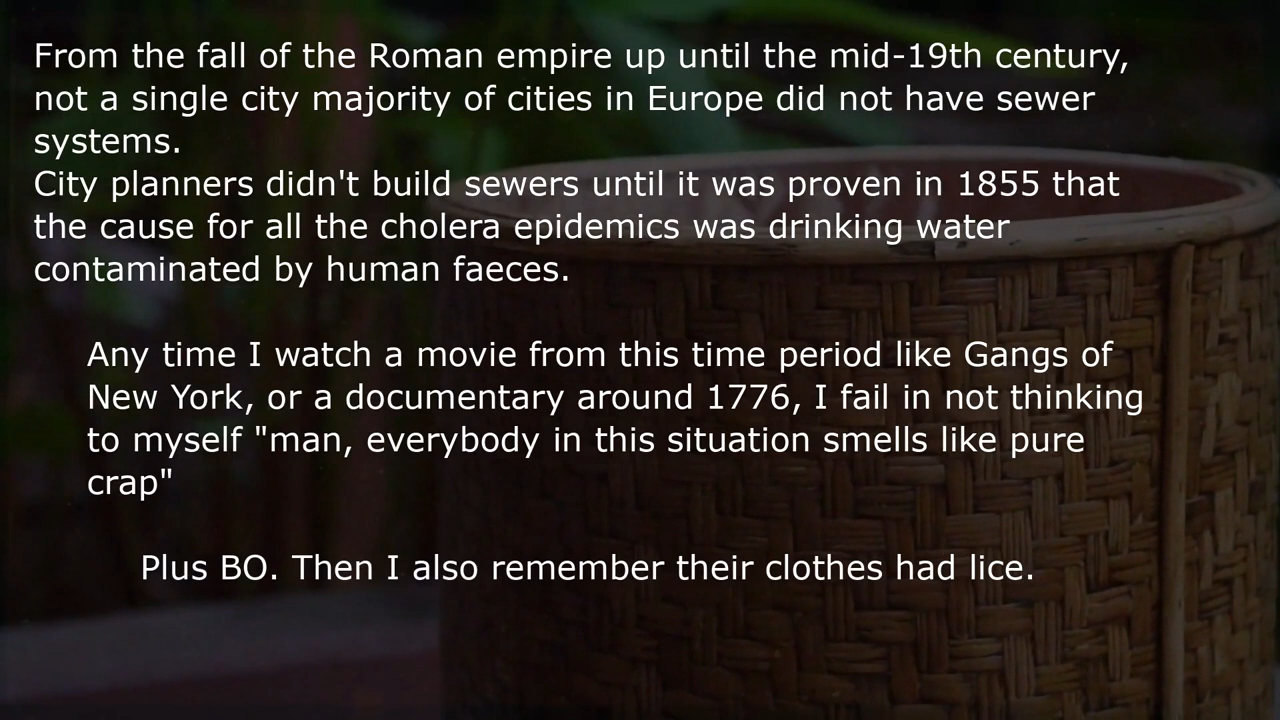 From the fall of the Roman empire up until the mid-19th century,
not a single city majority of cities in Europe did not have sewer
systems.
City planners didn't build sewers until it was proven in 1855 that
the cause for all the cholera epidemics was drinking water
contaminated by human faeces.
Any time I watch a movie from this time period like Gangs of
New York, or a documentary around 1776, I fail in not thinking
to myself "man, everybody in this situation smells like pure
crap"
Plus BO. Then I also remember their clothes had lice.